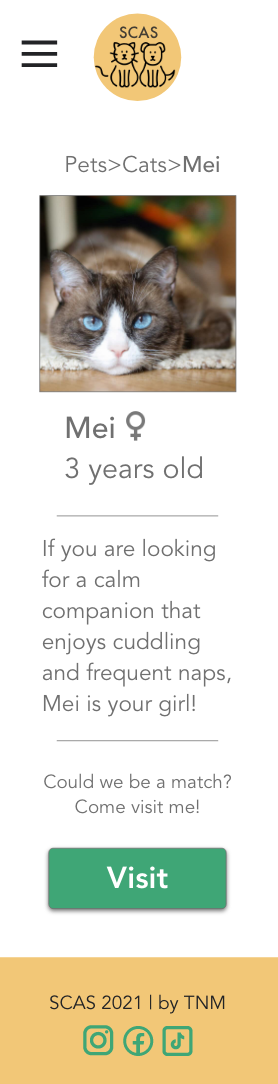 SCAS
Pets>Cats>Mei
Mei
3 years old
If you are looking
for a calm
companion that
enjoys cuddling
and frequent naps,
Mei is your girl!
Could we be a match?
Come visit me!
Visit
SCAS 2021 | by TNM